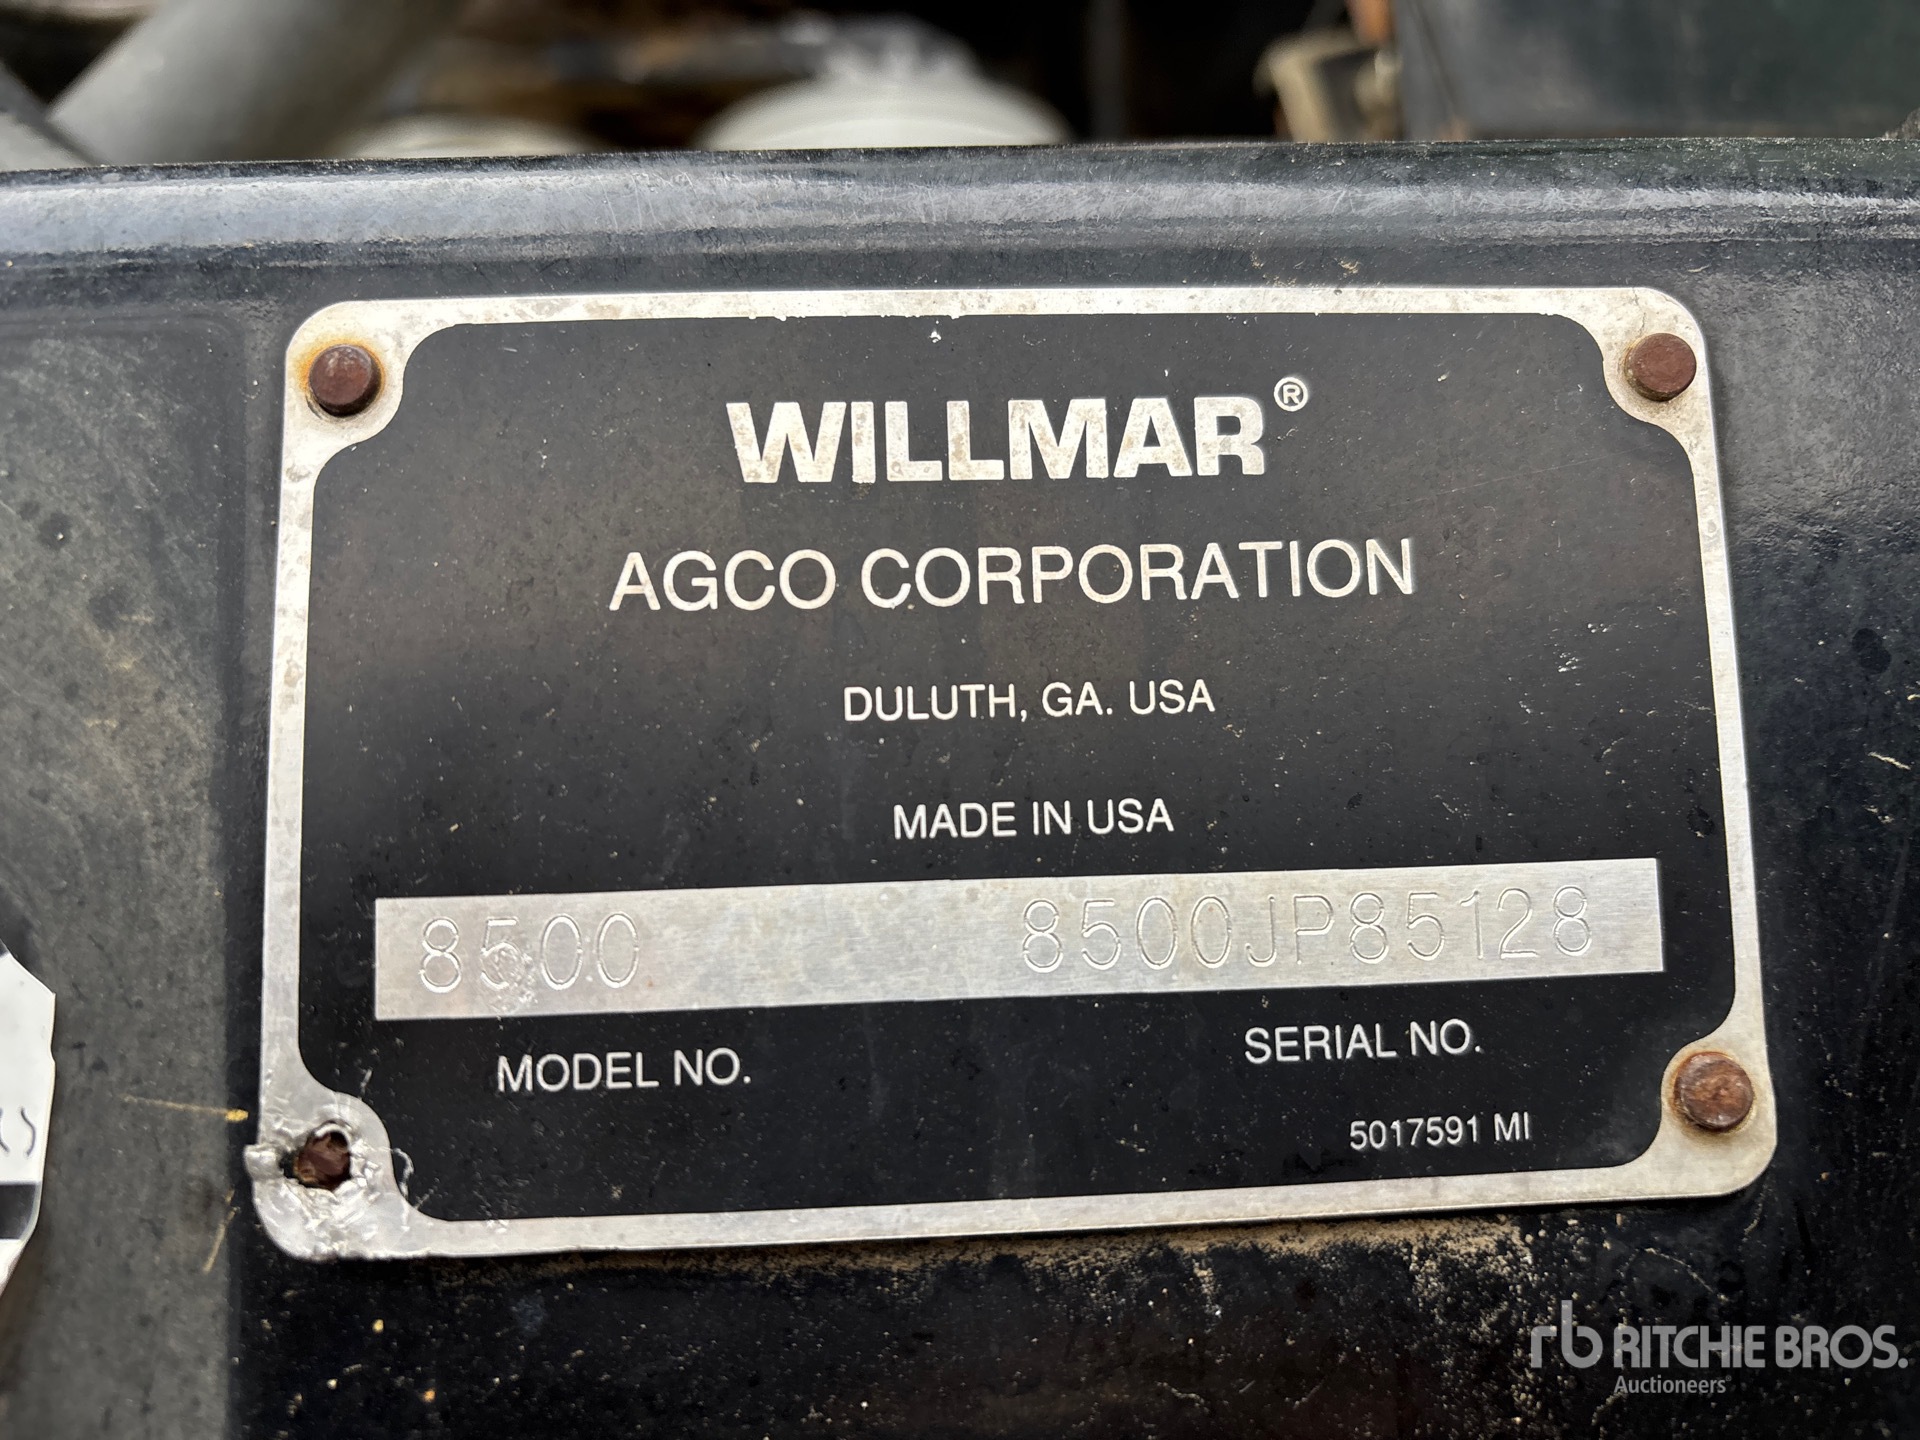 WILLMAR®
AGCO CORPORATION
DULUTH, GA. USA
MADE IN USA
8500 8500JP85128
MODEL NO. SERIAL NO.
5017591 MI
rb RITCHIE BROS.
Auctioneers